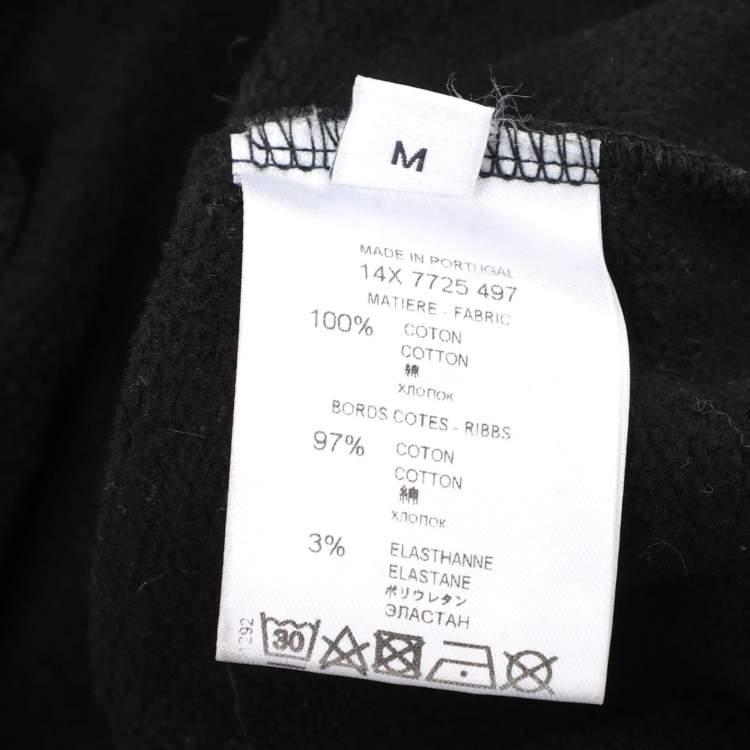 M
MADE IN PORTUGAL
14X 7725 497
MATIERE - FABRIC
100% COTON
COTTON
綿
ХЛОПОК
BORDS COTES - RIBBS
97% COTON
COTTON
綿
ХЛОПОК
3% ELASTHANNE
ELASTANE
ポリウレタン
ЭЛАСТАН
1292
30